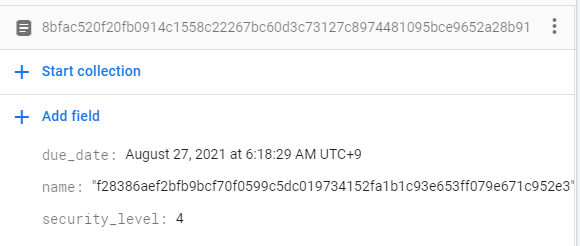 8bfac520f20fb0914c1558c22267bc60d3c73127c8974481095bce9652a28b91
Start collection
Add field
due_date: August 27, 2021 at 6:18:29 AM UTC+9
name: "f28386aef2bfb9bcf70f0599c5dc019734152fa1b1c93e653ff079e671c952e3"
security_level: 4